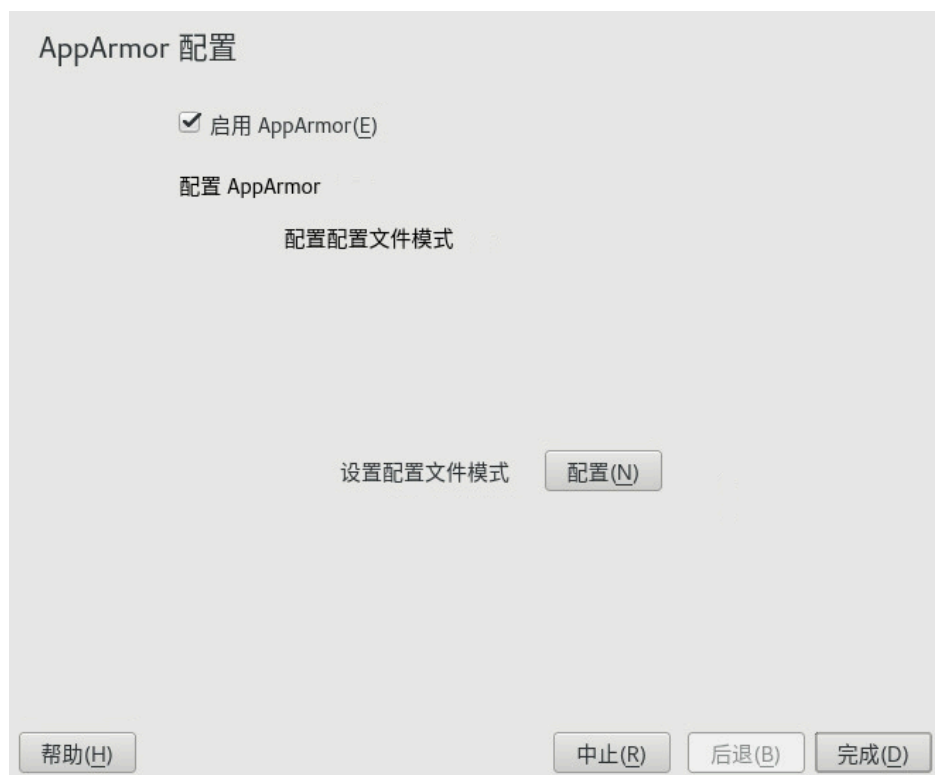 AppArmor 配置
启用 AppArmor(E)
配置 AppArmor
配置配置文件模式
设置配置文件模式 配置(N)
帮助(H) 中止(R) 后退(B) 完成(D)